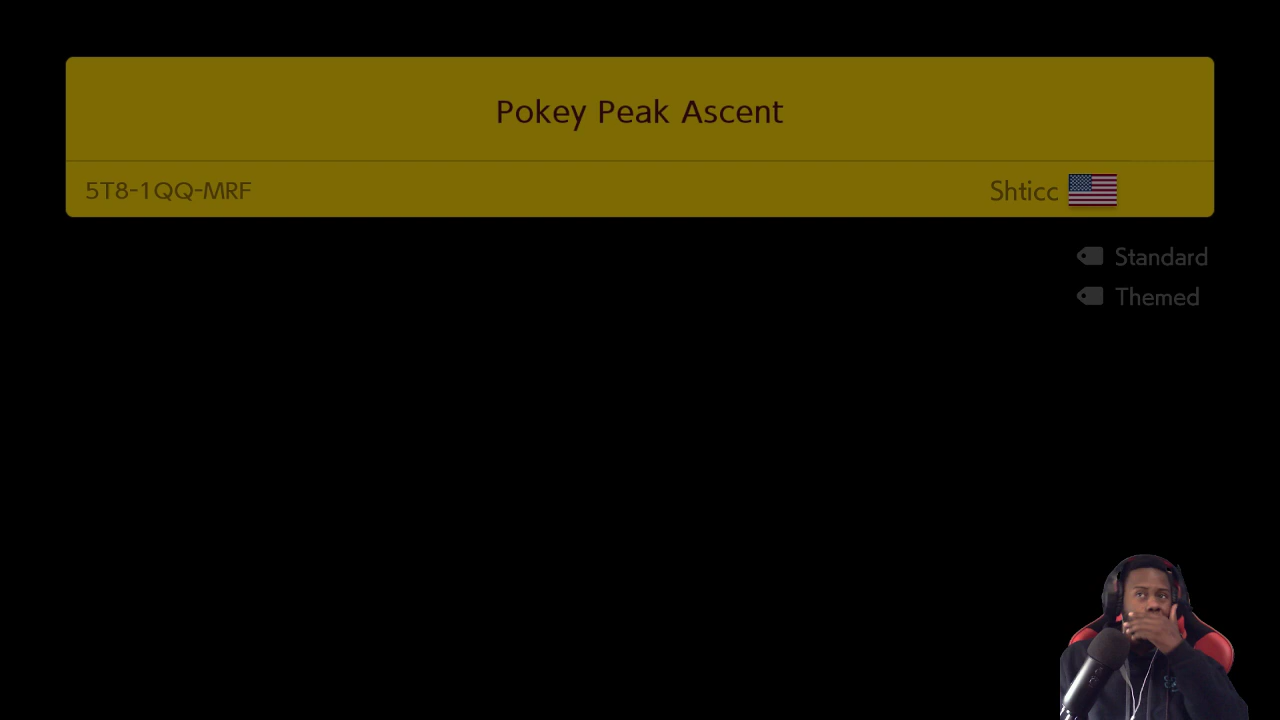 Pokey Peak Ascent
5T8-1QQ-MRF
Shticc
Standard
Themed